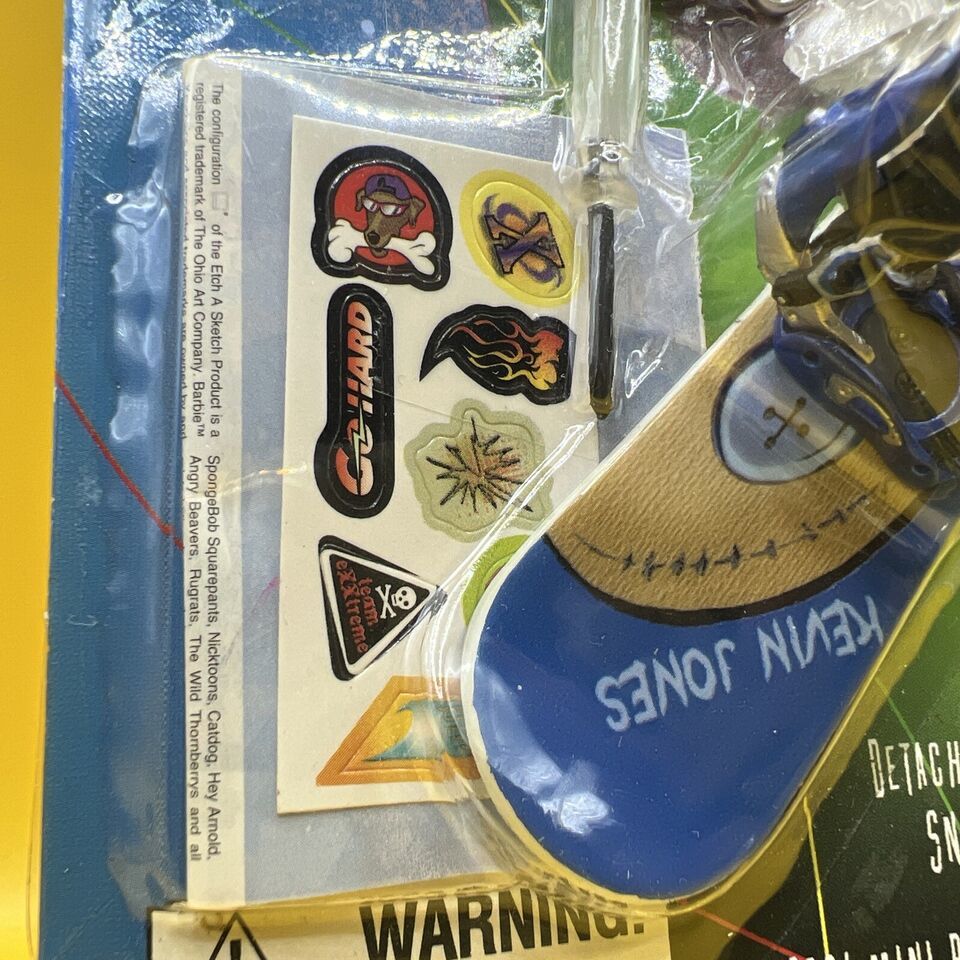 The configuration □* of the Etch A Sketch Product is a
registered trademark of The Ohio Art Company. Barbie™
SpongeBob Squarepants, Nicktoons, Catdog, Hey Arnold,
Angry Beavers, Rugrats, The Wild Thornberrys and all
X
GO HARD
team
eXXtreme
KEVIN JONES
DETACH
SN
WARNING:
MINI